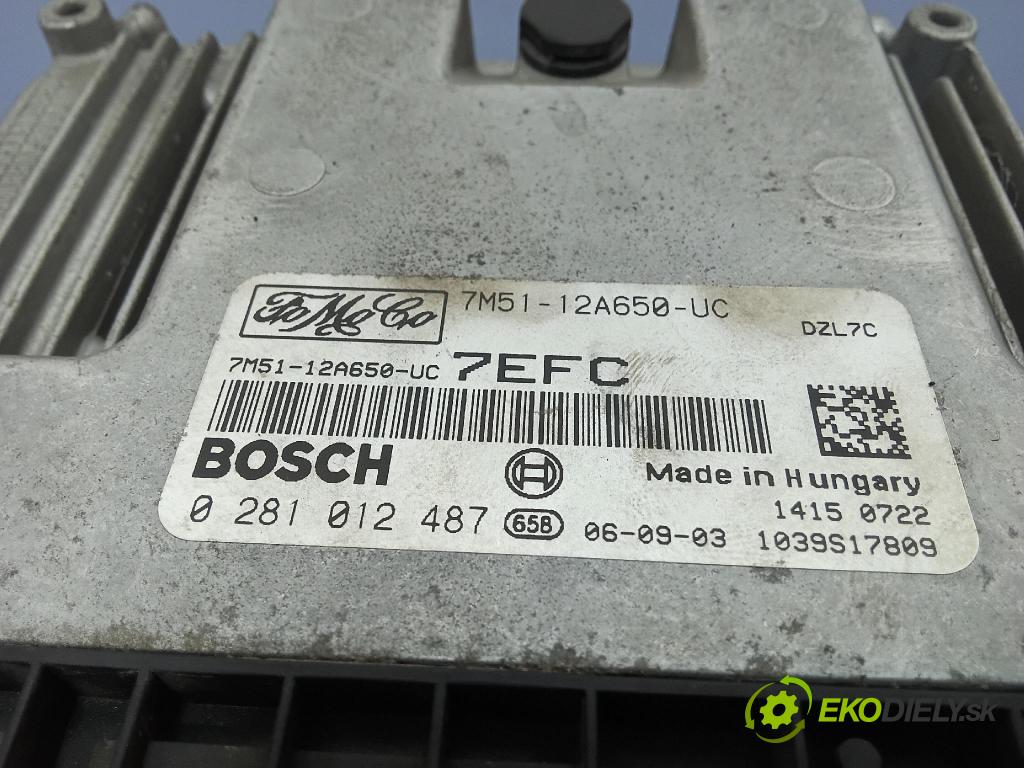 FoMoCo 7M51-12A650-UC DZL7C
7M51-12A650-UC 7EFC
BOSCH Made in Hungary
1415 0722
0 281 012 487 658 06-09-03 1039S17809
EKODIELY.SK